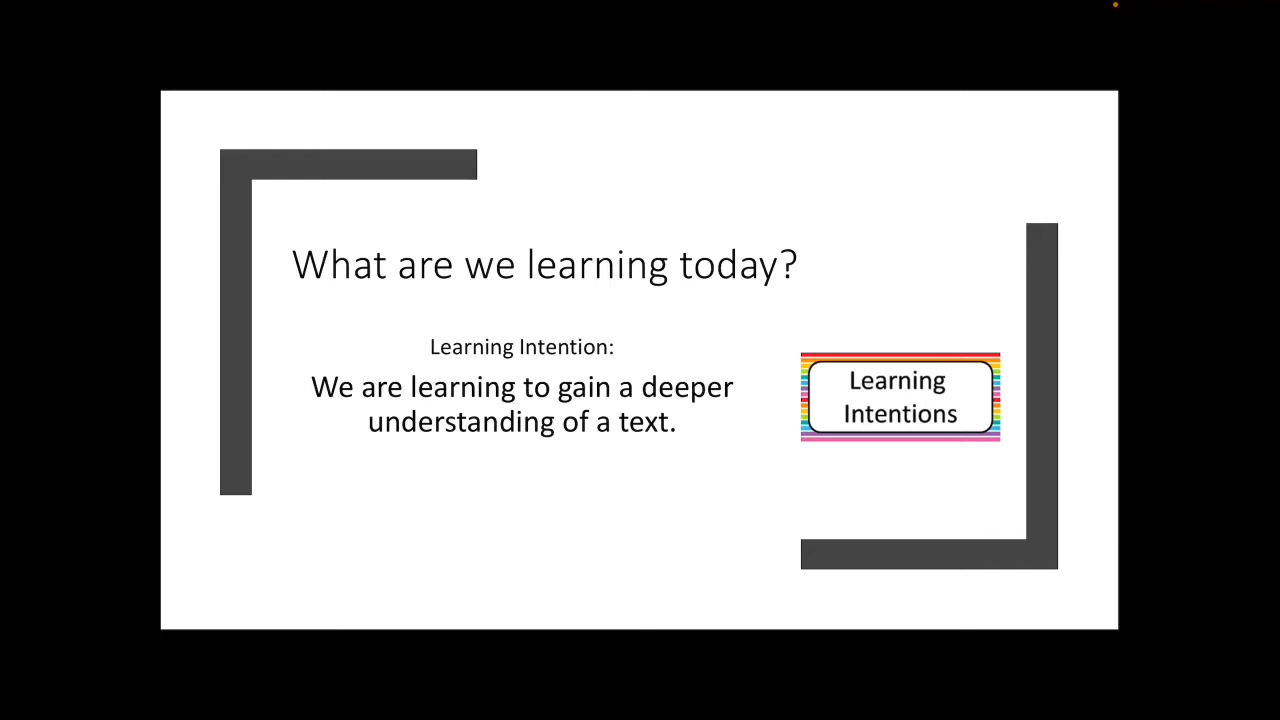 What are we learning today?
Learning Intention:
We are learning to gain a deeper
understanding of a text.
Learning
Intentions